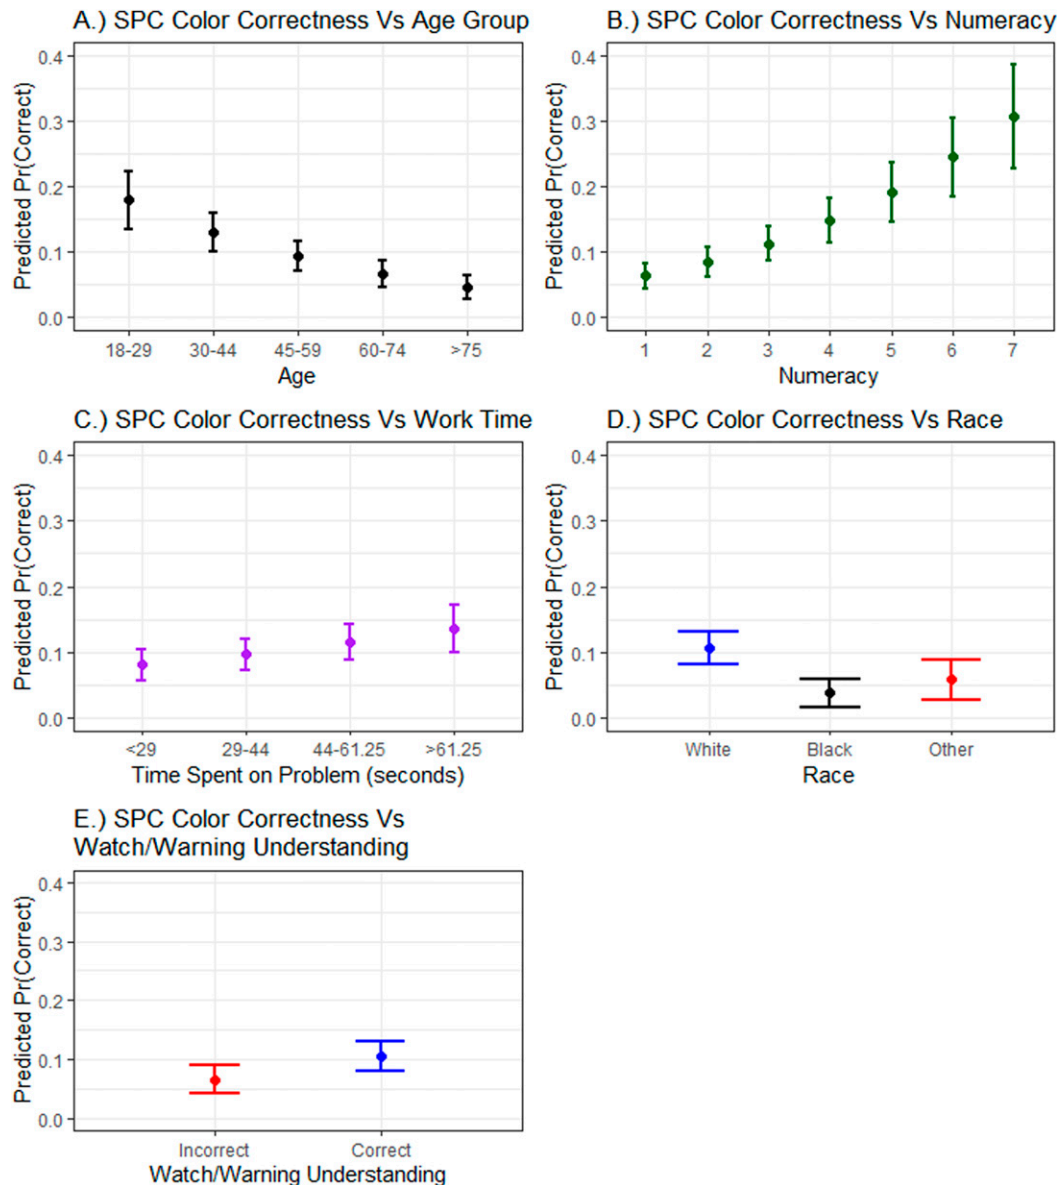 A.) SPC Color Correctness Vs Age Group
Predicted Pr(Correct)
0.4
0.3
0.2
0.1
0.0
18-29 30-44 45-59 60-74 >75
Age
B.) SPC Color Correctness Vs Numeracy
Predicted Pr(Correct)
0.4
0.3
0.2
0.1
0.0
1 2 3 4 5 6 7
Numeracy
C.) SPC Color Correctness Vs Work Time
Predicted Pr(Correct)
0.4
0.3
0.2
0.1
0.0
<29 29-44 44-61.25 >61.25
Time Spent on Problem (seconds)
D.) SPC Color Correctness Vs Race
Predicted Pr(Correct)
0.4
0.3
0.2
0.1
0.0
White Black Other
Race
E.) SPC Color Correctness Vs
Watch/Warning Understanding
Predicted Pr(Correct)
0.4
0.3
0.2
0.1
0.0
Incorrect Correct
Watch/Warning Understanding